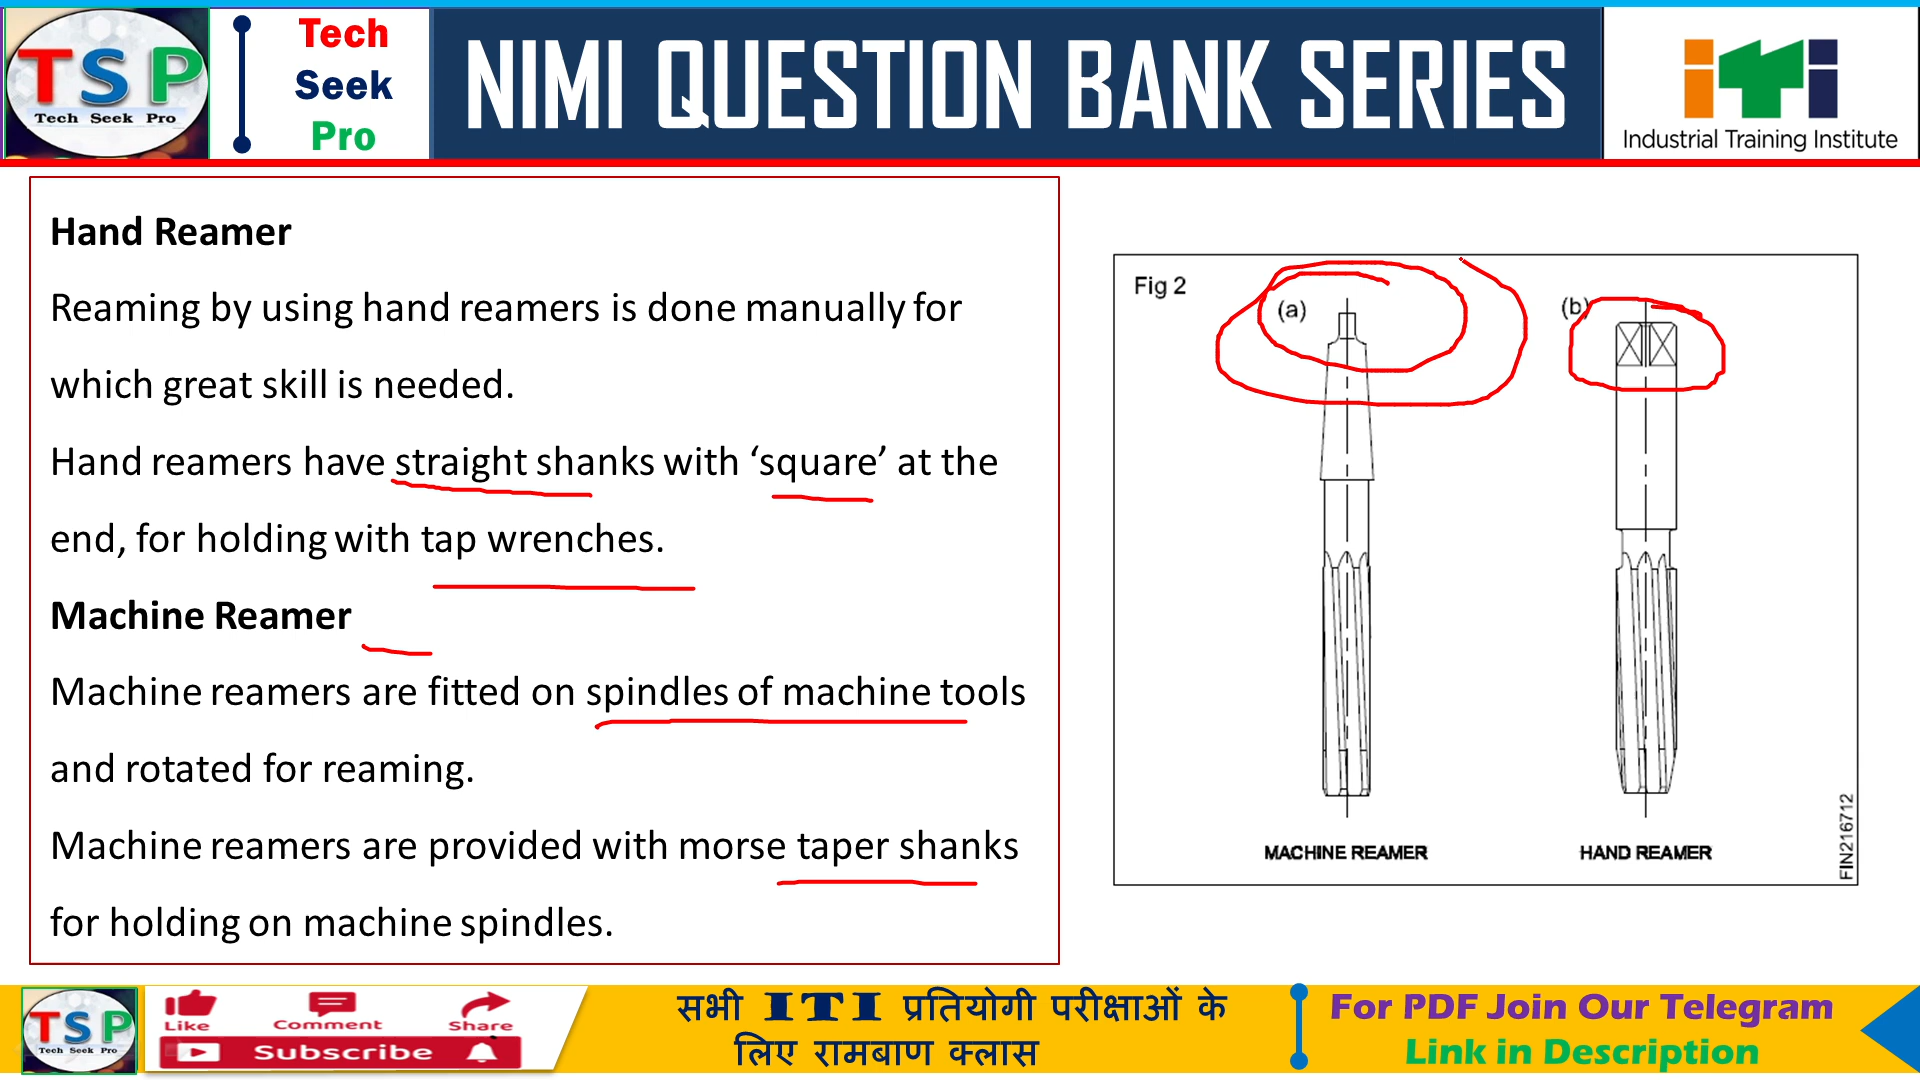 TSP
Tech Seek Pro
Tech
Seek
Pro
NIMI QUESTION BANK SERIES
iTi
Industrial Training Institute
Hand Reamer
Reaming by using hand reamers is done manually for
which great skill is needed.
Hand reamers have straight shanks with ‘square’ at the
end, for holding with tap wrenches.
Machine Reamer
Machine reamers are fitted on spindles of machine tools
and rotated for reaming.
Machine reamers are provided with morse taper shanks
for holding on machine spindles.
Fig 2
(a)
(b)
MACHINE REAMER
HAND REAMER
FIN216712
TSP
Tech Seek Pro
Like
Comment
Share
Subscribe
सभी ITI प्रतियोगी परीक्षाओं के
लिए रामबाण क्लास
For PDF Join Our Telegram
Link in Description